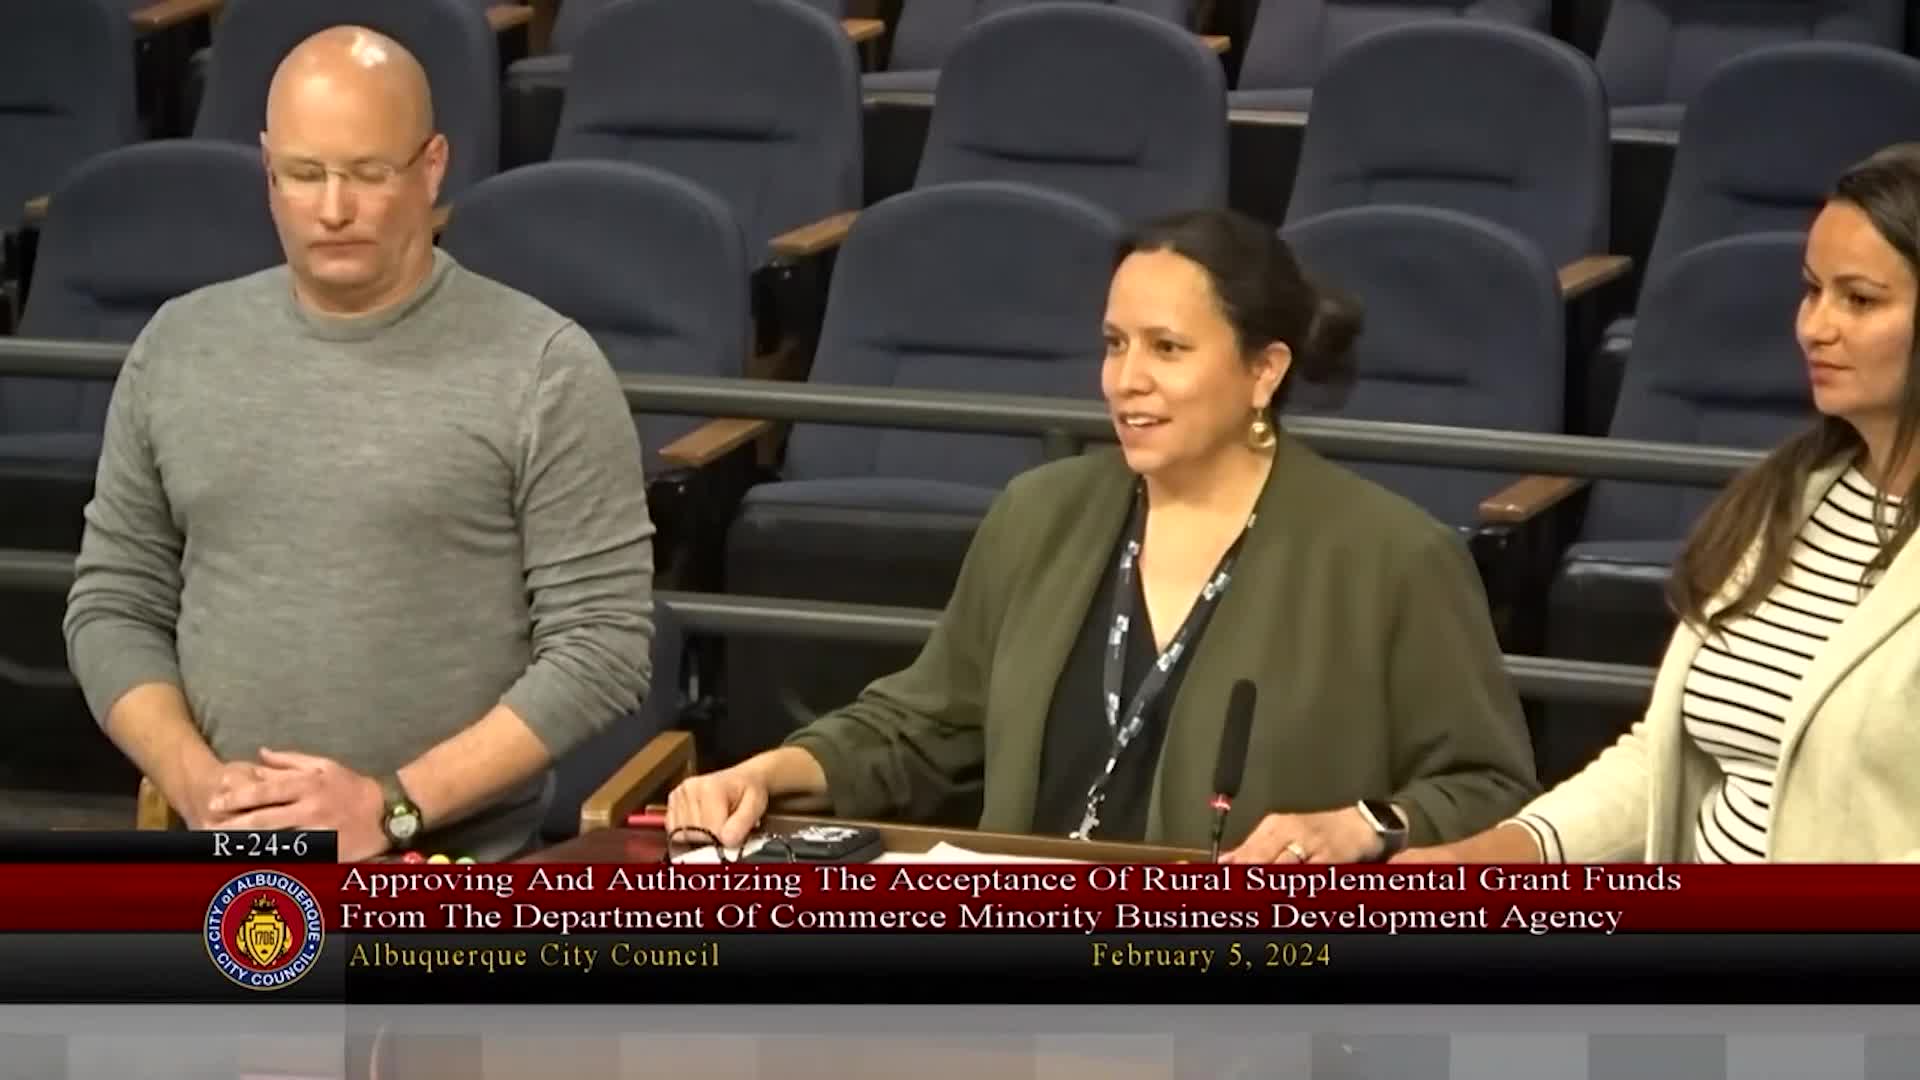 R-24-6
Approving And Authorizing The Acceptance Of Rural Supplemental Grant Funds
From The Department Of Commerce Minority Business Development Agency
Albuquerque City Council
February 5, 2024
CITY of ALBUQUERQUE
1706
CITY COUNCIL